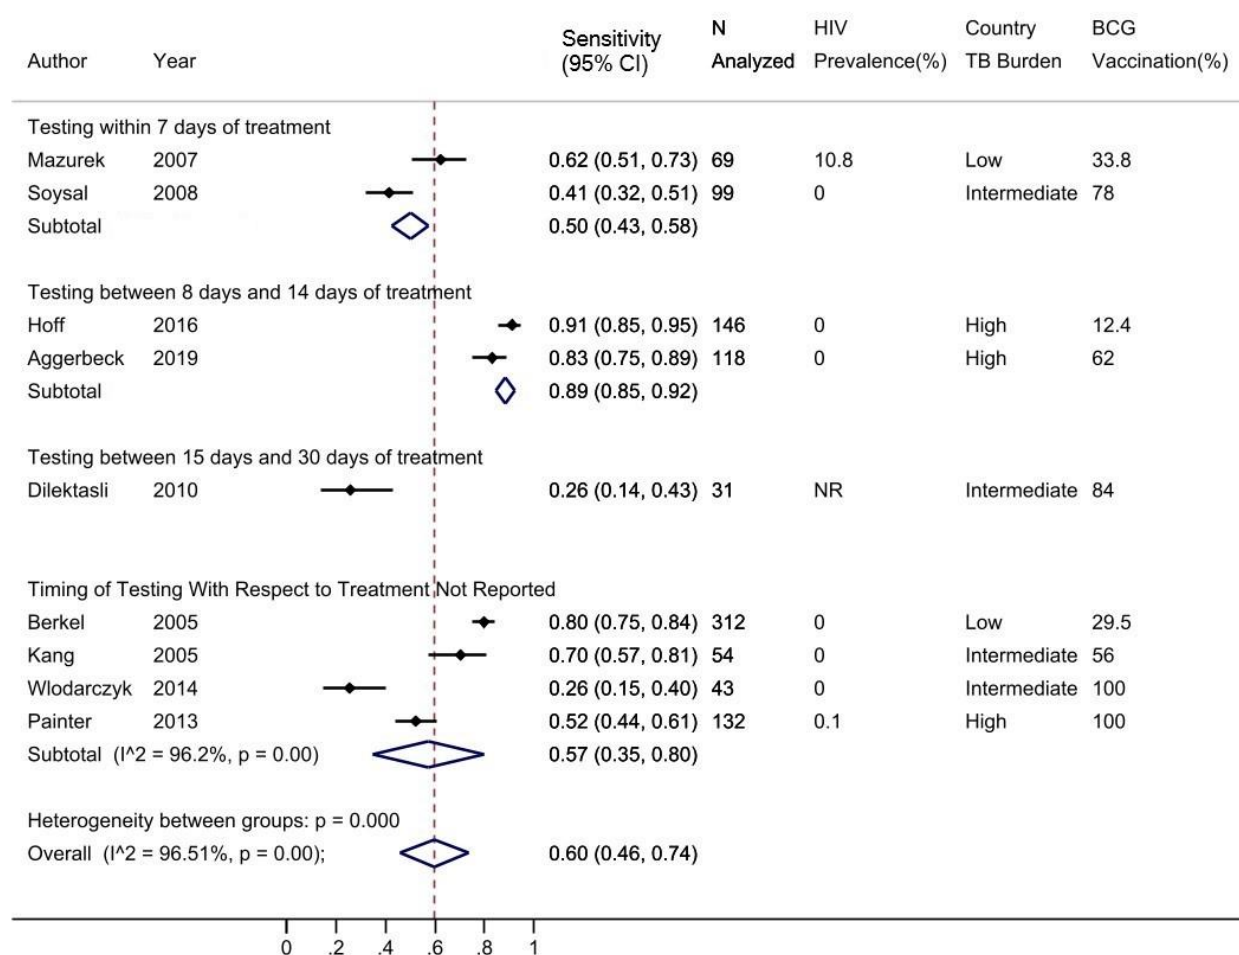 Author Year Sensitivity (95% CI) N Analyzed HIV Prevalence(%) Country TB Burden BCG Vaccination(%)
Testing within 7 days of treatment
Mazurek 2007 0.62 (0.51, 0.73) 69 10.8 Low 33.8
Soysal 2008 0.41 (0.32, 0.51) 99 0 Intermediate 78
Subtotal 0.50 (0.43, 0.58)
Testing between 8 days and 14 days of treatment
Hoff 2016 0.91 (0.85, 0.95) 146 0 High 12.4
Aggerbeck 2019 0.83 (0.75, 0.89) 118 0 High 62
Subtotal 0.89 (0.85, 0.92)
Testing between 15 days and 30 days of treatment
Dilektasli 2010 0.26 (0.14, 0.43) 31 NR Intermediate 84
Timing of Testing With Respect to Treatment Not Reported
Berkel 2005 0.80 (0.75, 0.84) 312 0 Low 29.5
Kang 2005 0.70 (0.57, 0.81) 54 0 Intermediate 56
Wlodarczyk 2014 0.26 (0.15, 0.40) 43 0 Intermediate 100
Painter 2013 0.52 (0.44, 0.61) 132 0.1 High 100
Subtotal (I^2 = 96.2%, p = 0.00) 0.57 (0.35, 0.80)
Heterogeneity between groups: p = 0.000
Overall (I^2 = 96.51%, p = 0.00); 0.60 (0.46, 0.74)
0 .2 .4 .6 .8 1